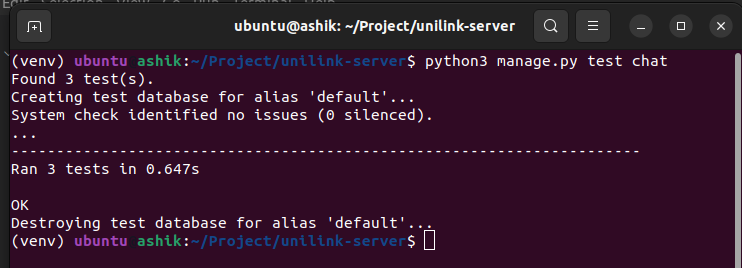 ubuntu@ashik: ~/Project/unilink-server
(venv) ubuntu ashik:~/Project/unilink-server$ python3 manage.py test chat
Found 3 test(s).
Creating test database for alias 'default'...
System check identified no issues (0 silenced).
...
----------------------------------------------------------------------
Ran 3 tests in 0.647s
OK
Destroying test database for alias 'default'...
(venv) ubuntu ashik:~/Project/unilink-server$